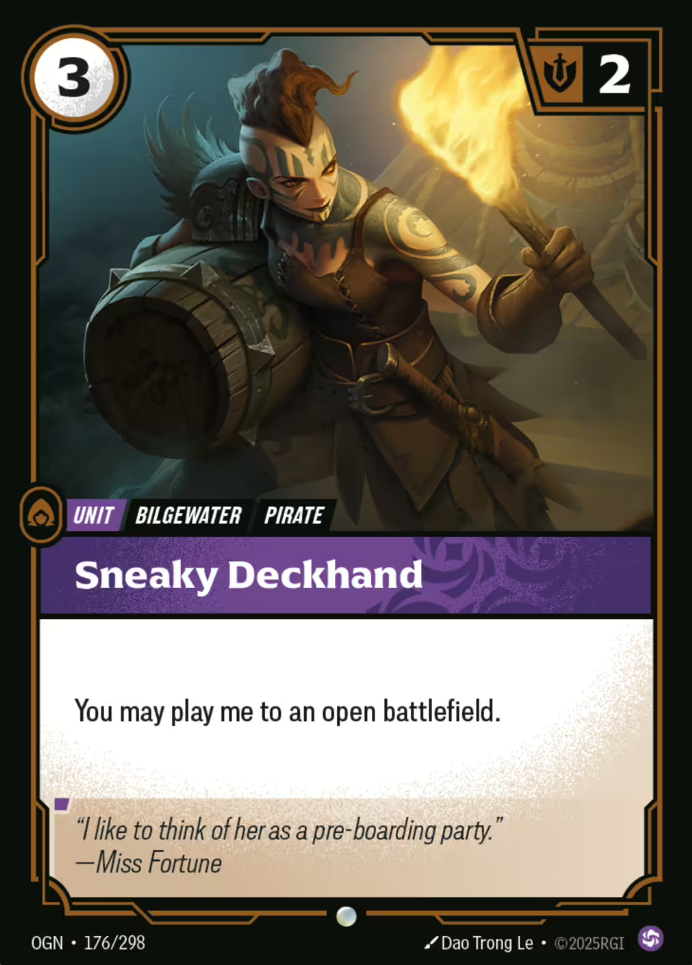 3
2
UNIT BILGEWATER PIRATE
Sneaky Deckhand
You may play me to an open battlefield.
“I like to think of her as a pre-boarding party.”
—Miss Fortune
OGN • 176/298
Dao Trong Le • ©2025RGI